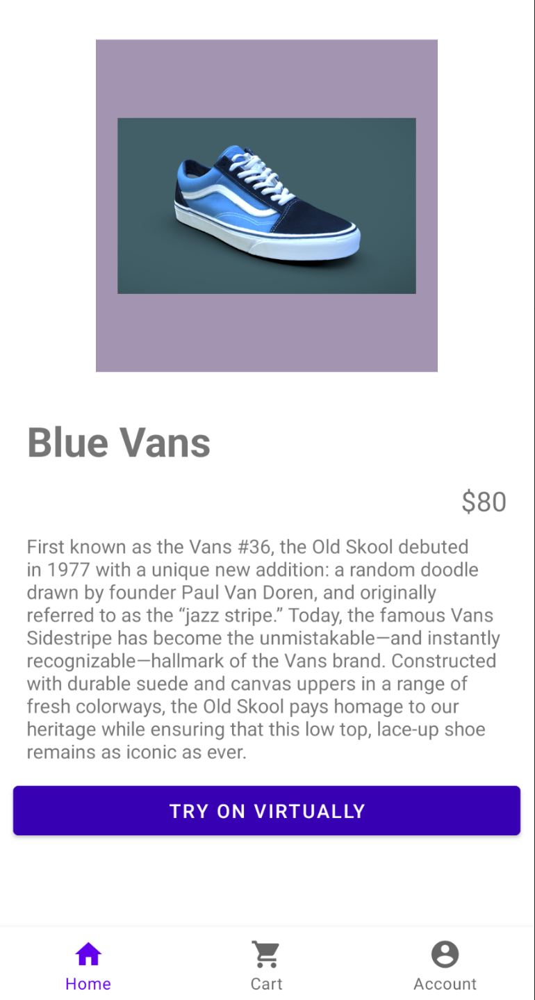 Blue Vans
$80
First known as the Vans #36, the Old Skool debuted
in 1977 with a unique new addition: a random doodle
drawn by founder Paul Van Doren, and originally
referred to as the “jazz stripe.” Today, the famous Vans
Sidestripe has become the unmistakable—and instantly
recognizable—hallmark of the Vans brand. Constructed
with durable suede and canvas uppers in a range of
fresh colorways, the Old Skool pays homage to our
heritage while ensuring that this low top, lace-up shoe
remains as iconic as ever.
TRY ON VIRTUALLY
Home Cart Account